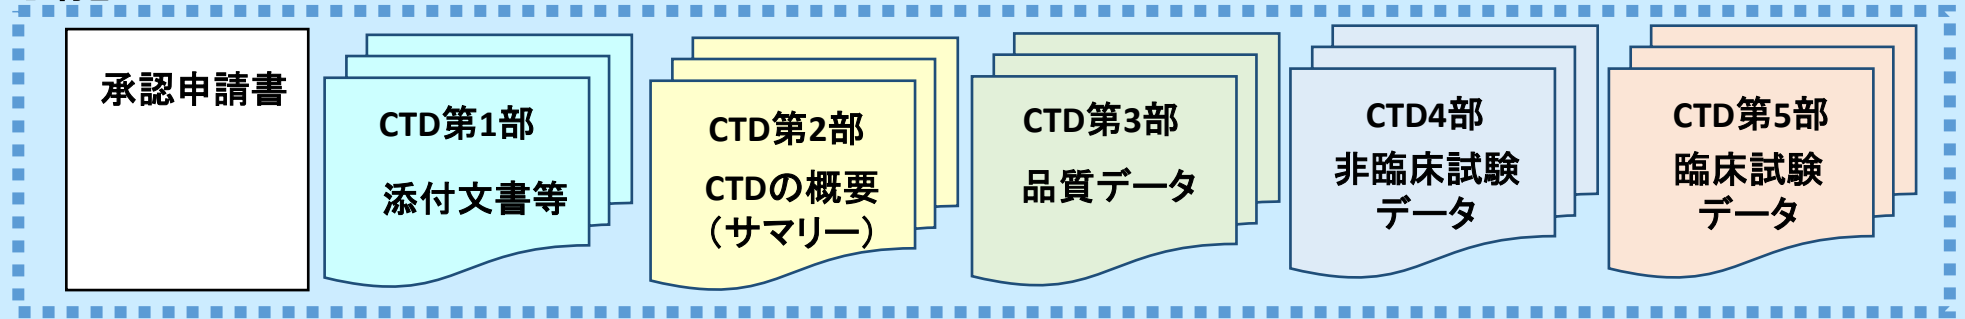 承認申請書
CTD第1部
添付文書等
CTD第2部
CTDの概要
（サマリー）
CTD第3部
品質データ
CTD4部
非臨床試験
データ
CTD第5部
臨床試験
データ